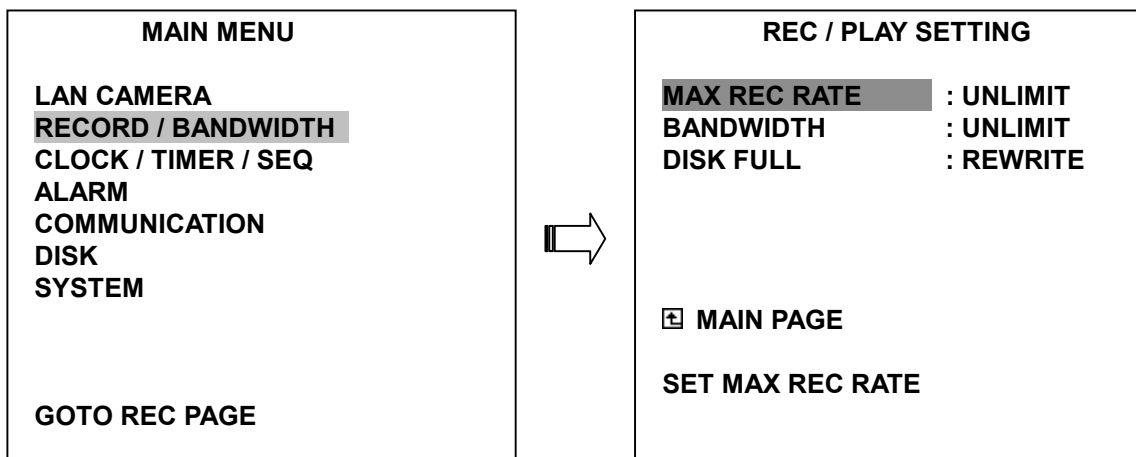 MAIN MENU
LAN CAMERA
RECORD / BANDWIDTH
CLOCK / TIMER / SEQ
ALARM
COMMUNICATION
DISK
SYSTEM
GOTO REC PAGE
REC / PLAY SETTING
MAX REC RATE : UNLIMIT
BANDWIDTH : UNLIMIT
DISK FULL : REWRITE
MAIN PAGE
SET MAX REC RATE